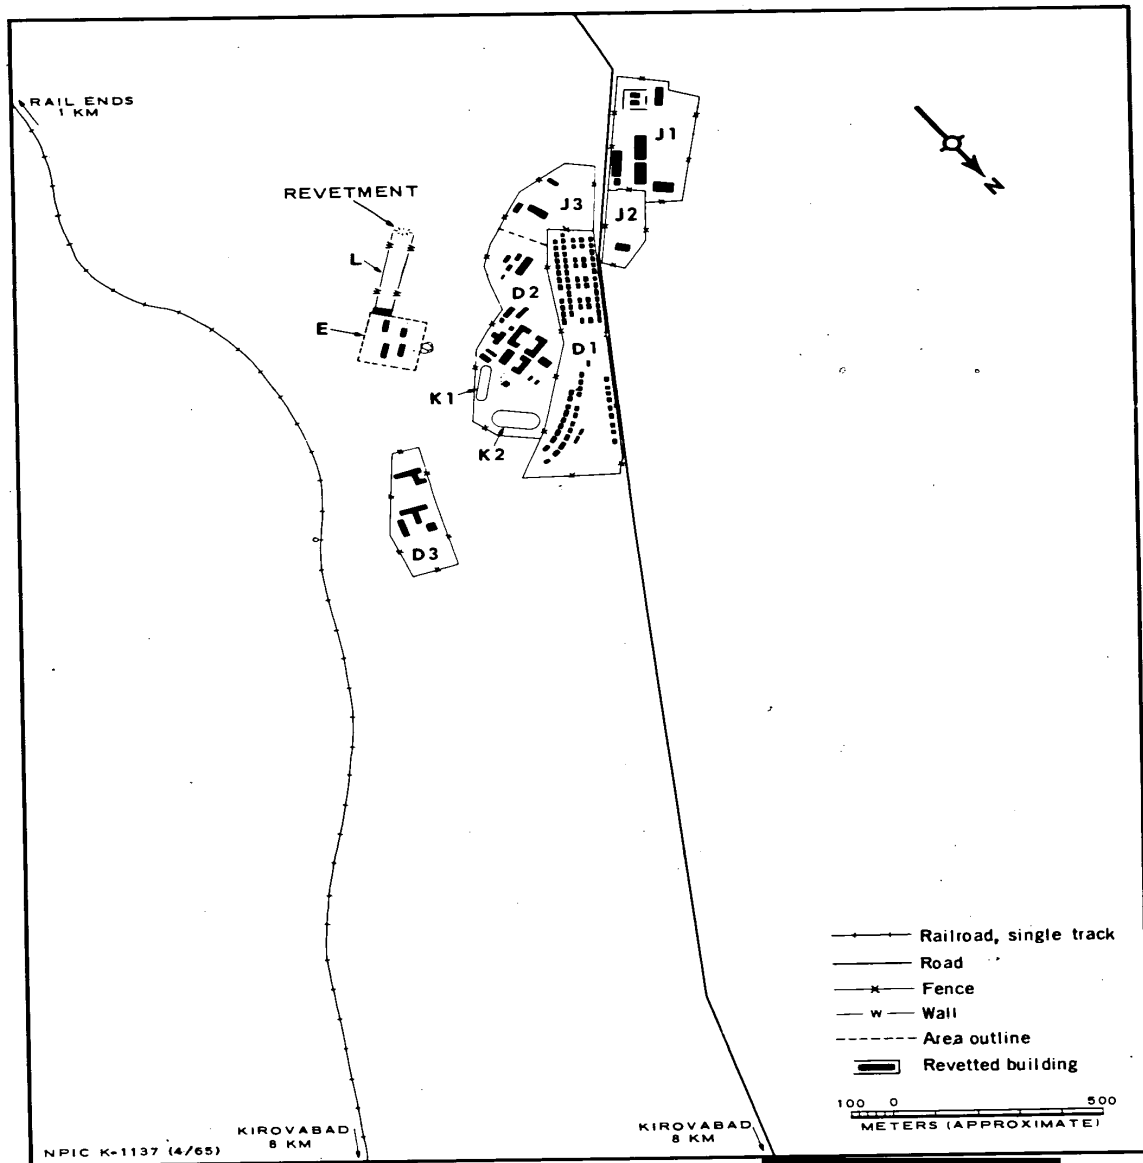 RAIL ENDS
1 KM
REVETMENT
J1
N
J3
J2
L
D2
E
D1
K1
K2
D3
Railroad, single track
Road
Fence
W Wall
Area outline
Revetted building
100 0 500
METERS (APPROXIMATE)
KIROVABAD
8 KM
KIROVABAD
8 KM
NPIC K-1137 (4/65)